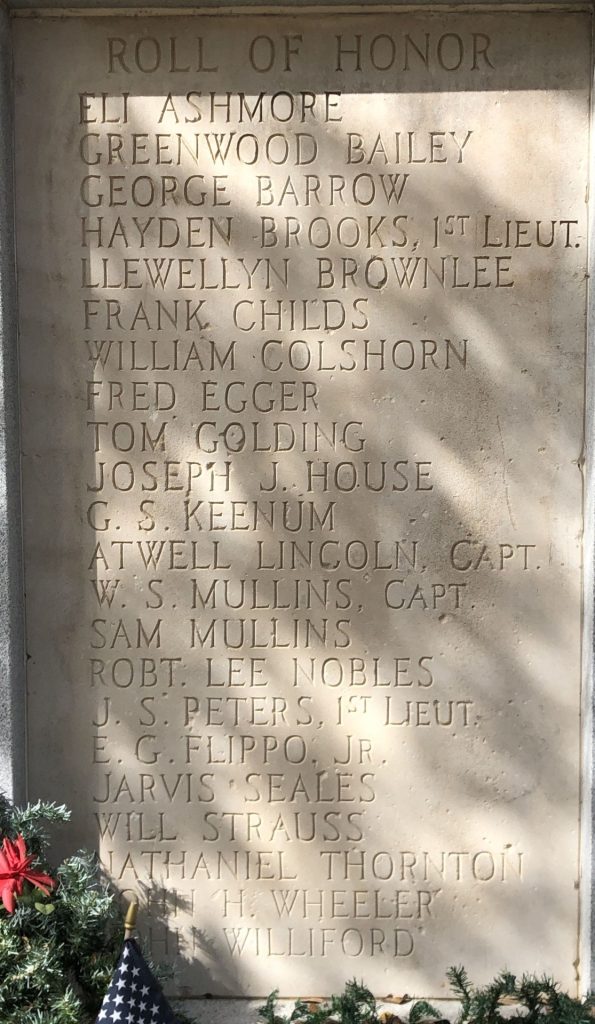 ROLL OF HONOR
ELI ASHMORE
GREENWOOD BAILEY
GEORGE BARROW
HAYDEN BROOKS, 1ST LIEUT.
LLEWELLYN BROWNLEE
FRANK CHILDS
WILLIAM COLSHORN
FRED EGGER
TOM GOLDING
JOSEPH J. HOUSE
G. S. KEENUM
ATWELL LINCOLN, CAPT.
W. S. MULLINS, CAPT.
SAM MULLINS
ROBT. LEE NOBLES
J. S. PETERS, 1ST LIEUT.
E. G. FLIPPO, JR.
JARVIS SEALES
WILL STRAUSS
NATHANIEL THORNTON
JOHN H. WHEELER
JOHN WILLIFORD